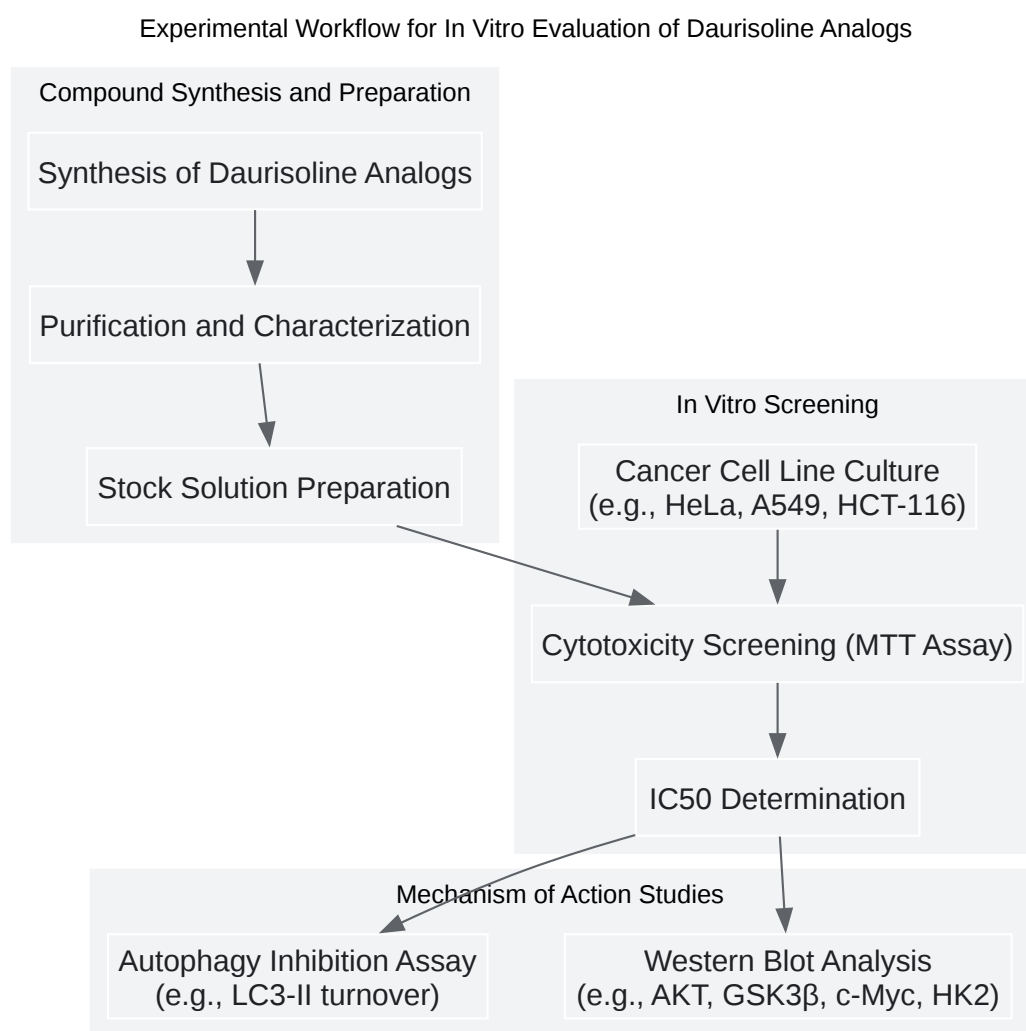 Experimental Workflow for In Vitro Evaluation of Daurisoline Analogs
Compound Synthesis and Preparation
Synthesis of Daurisoline Analogs
Purification and Characterization
Stock Solution Preparation
In Vitro Screening
Cancer Cell Line Culture
(e.g., HeLa, A549, HCT-116)
Cytotoxicity Screening (MTT Assay)
IC50 Determination
Mechanism of Action Studies
Autophagy Inhibition Assay
(e.g., LC3-II turnover)
Western Blot Analysis
(e.g., AKT, GSK3β, c-Myc, HK2)